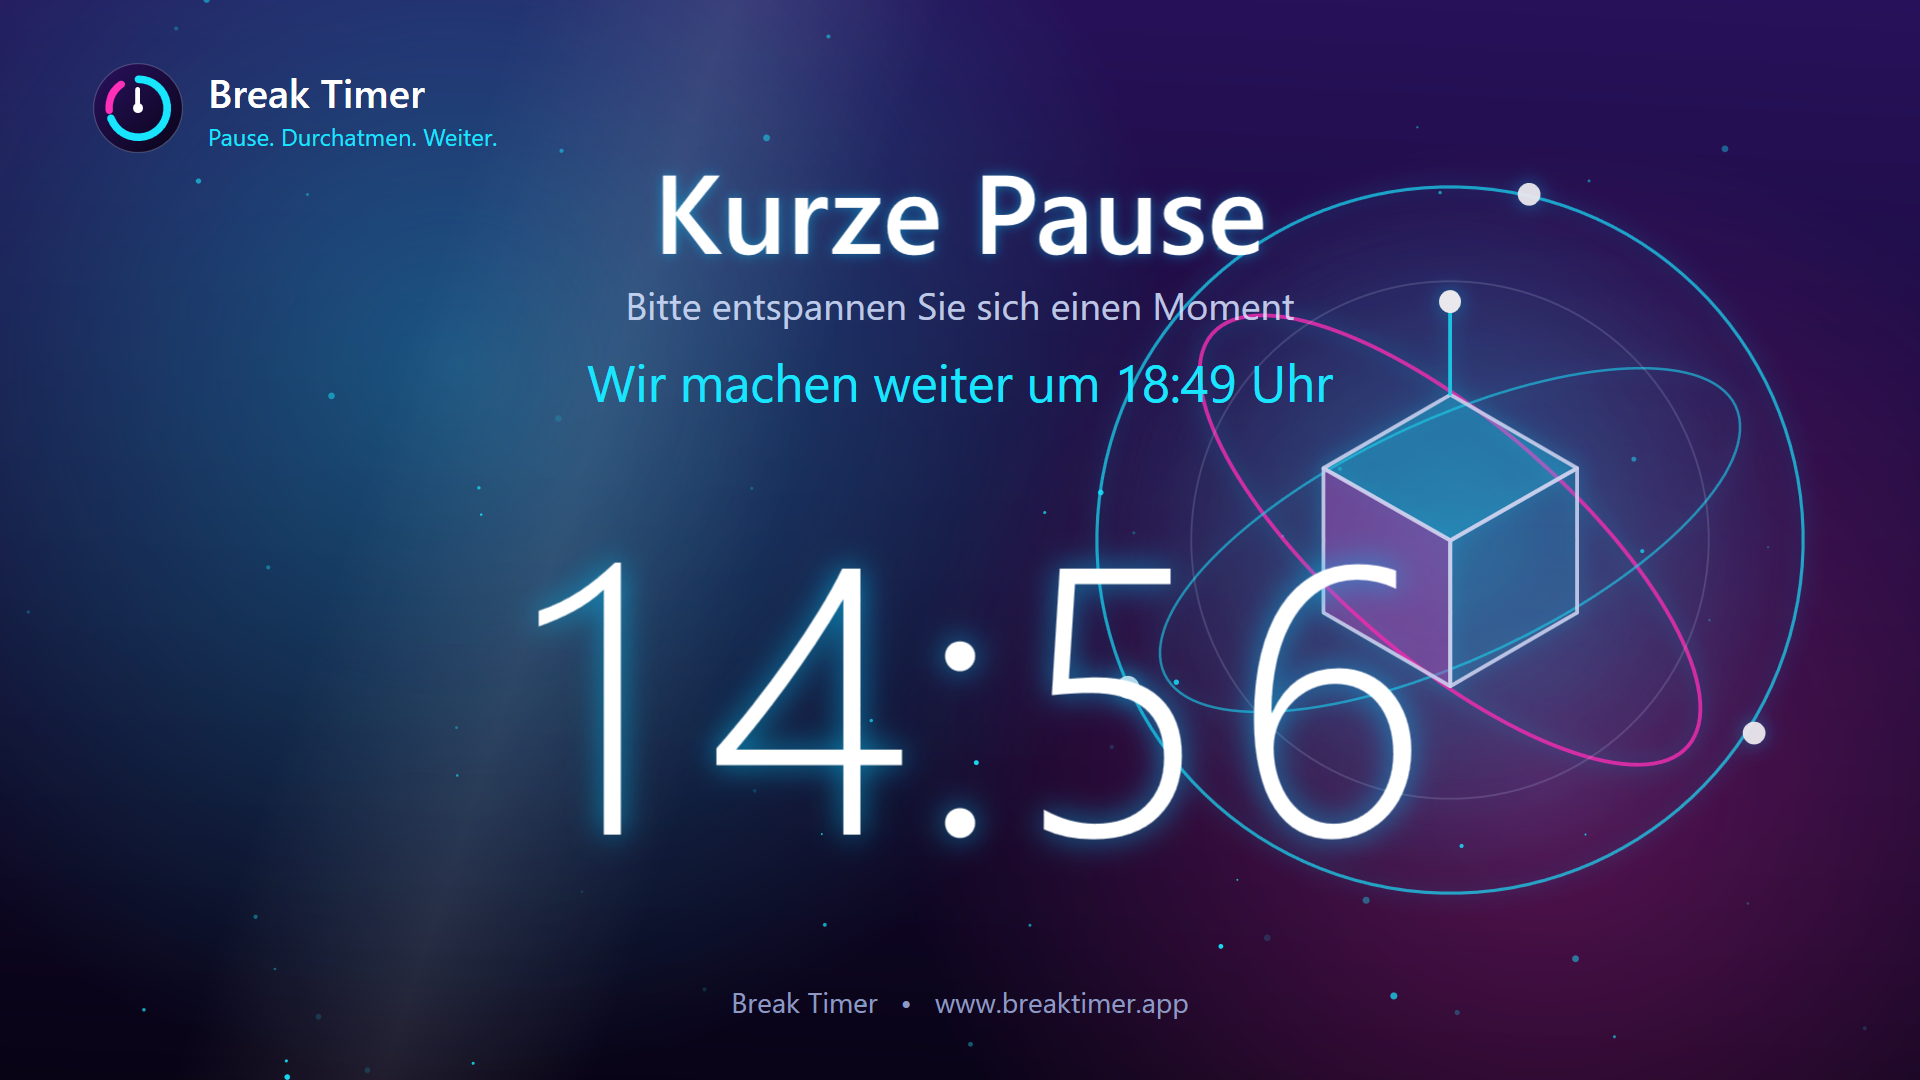 Break Timer
Pause. Durchatmen. Weiter.
Kurze Pause
Bitte entspannen Sie sich einen Moment
Wir machen weiter um 18:49 Uhr
14:56
Break Timer • www.breaktimer.app